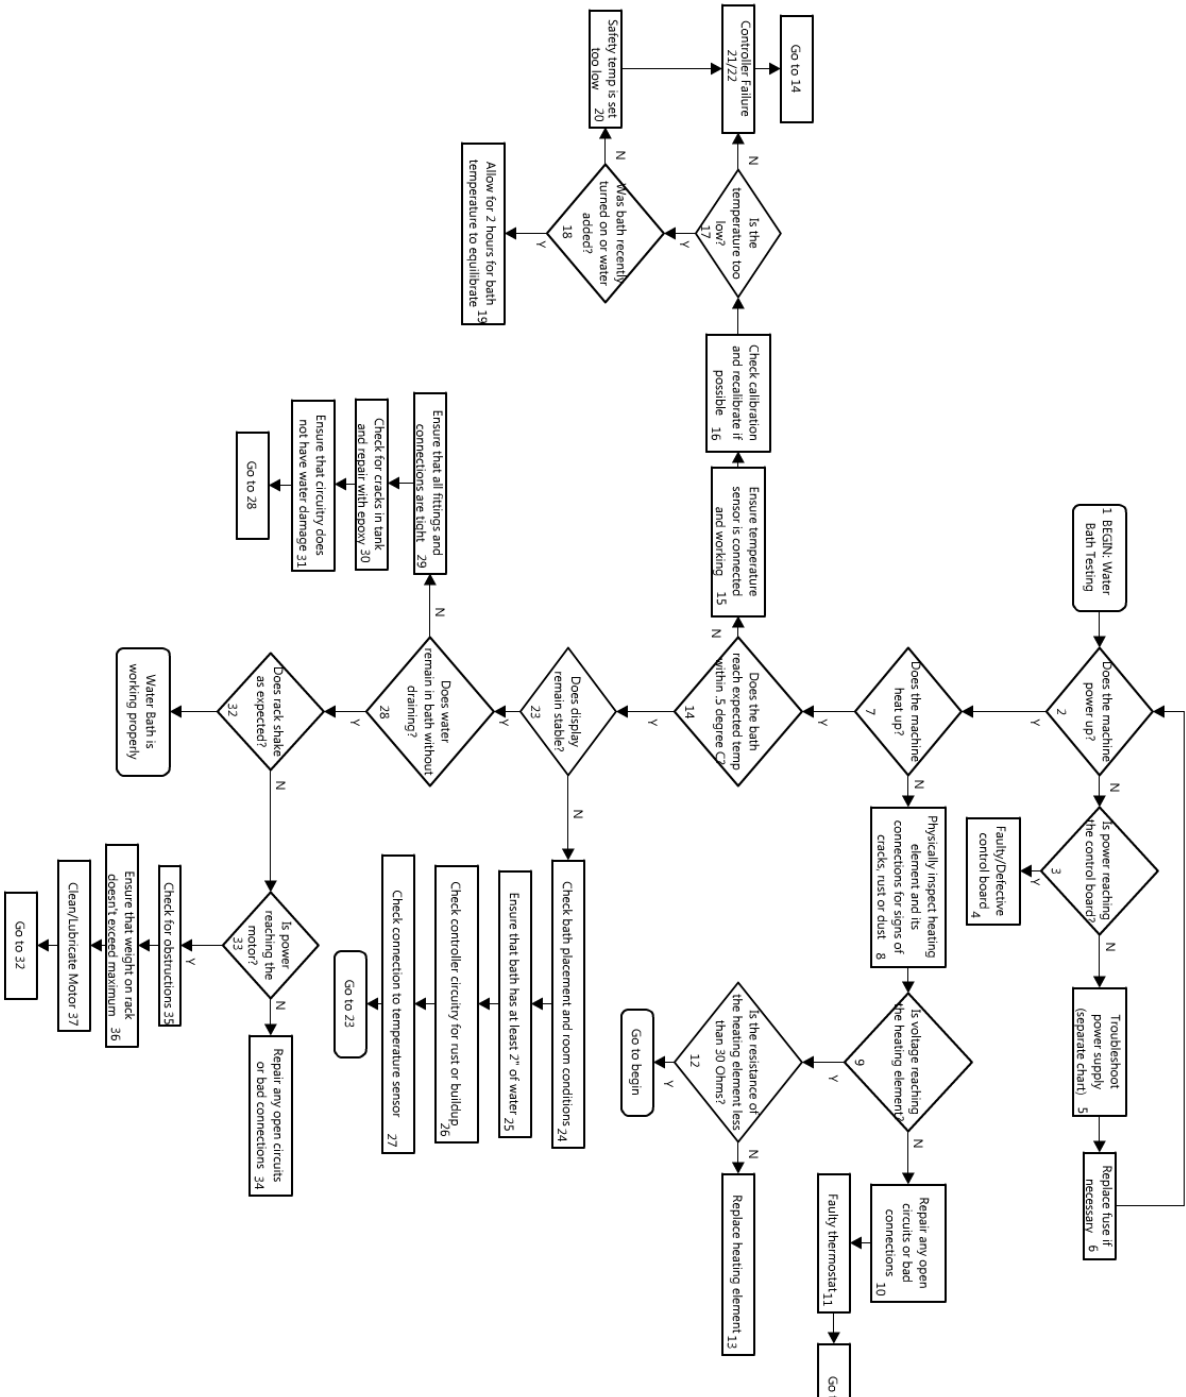 1 BEGIN: Water
Bath Testing
Does the machine
power up?
2
Y
N
Is power reaching
the control board?
3
Y
N
Faulty/Defective
control board 4
Troubleshoot
power supply
(separate chart) 5
Replace fuse if
necessary 6
Does the machine
heat up?
7
Y
N
Physically inspect heating
element and its
connections for signs of
cracks, rust or dust 8
Is voltage reaching
the heating element?
9
Y
N
Repair any open
circuits or bad
connections 10
Faulty thermostat 11
Is the resistance of
the heating element less
than 30 Ohms?
12
Y
N
Go to begin
Replace heating element 13
Does the bath
reach expected temp
within .5 degree C?
14
Y
N
Ensure temperature
sensor is connected
and working 15
Check calibration
and recalibrate if
possible 16
Is the
temperature too
low?
17
Y
N
Controller Failure
21/22
Go to 14
Was bath recently
turned on or water
added?
18
Y
N
Allow for 2 hours for bath
temperature to equilibrate 19
Safety temp is set
too low 20
Does display
remain stable?
23
Y
N
Check bath placement and room conditions 24
Ensure that bath has at least 2" of water 25
Check controller circuitry for rust or buildup 26
Check connection to temperature sensor 27
Go to 23
Does water
remain in bath without
draining?
28
Y
N
Ensure that all fittings and
connections are tight 29
Check for cracks in tank
and repair with epoxy 30
Ensure that circuitry does
not have water damage 31
Go to 28
Does rack shake
as expected?
32
Y
N
Water Bath is
working properly
Is power
reaching the
motor?
33
Y
N
Repair any open circuits
or bad connections 34
Check for obstructions 35
Ensure that weight on rack
doesn't exceed maximum 36
Clean/Lubricate Motor 37
Go to 32